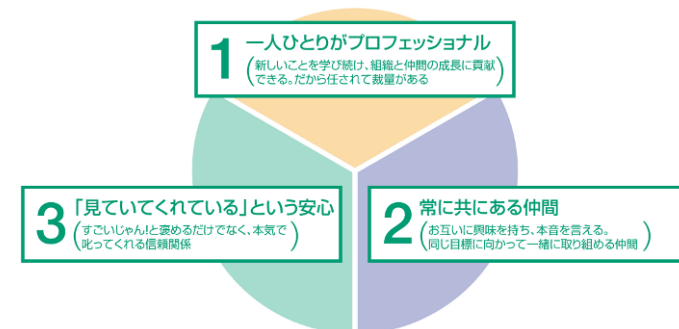 1 一人ひとりがプロフェッショナル
(新しいことを学び続け、組織と仲間の成長に貢献
できる。だから任されて裁量がある)
3 「見ていてくれている」という安心
(すごいじゃん!と褒めるだけでなく、本気で
叱ってくれる信頼関係)
2 常に共にある仲間
(お互いに興味を持ち、本音を言える。
同じ目標に向かって一緒に取り組める仲間)